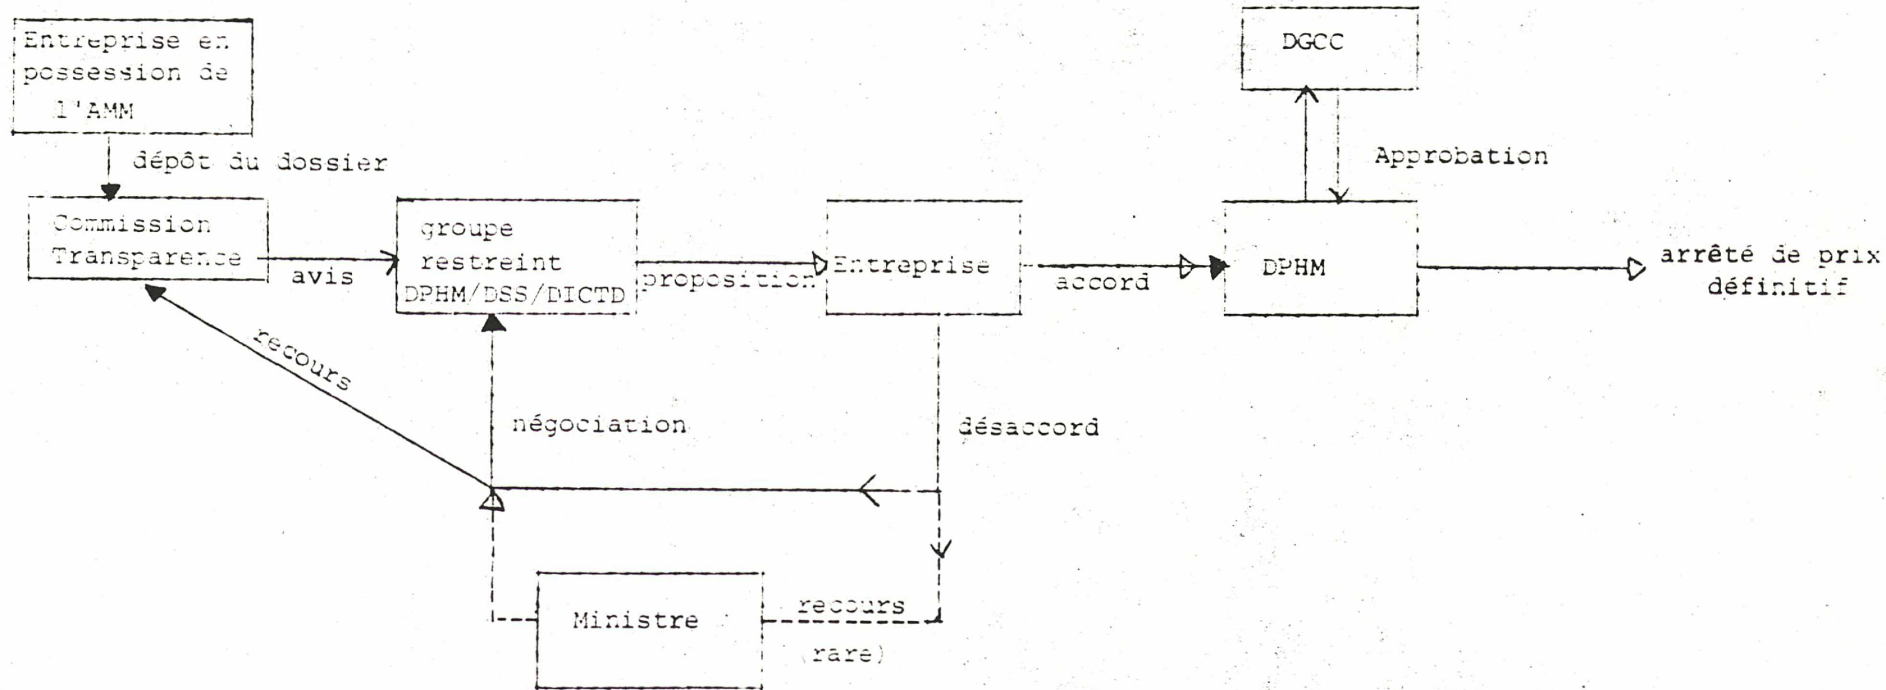 Entreprise en
possession de
l'AMM
dépôt du dossier
Commission
Transparence
avis
groupe
restreint
DPHM/DSS/DICTD
proposition
Entreprise
accord
DGCC
Approbation
DPHM
arrêté de prix
définitif
recours
négociation
désaccord
Ministre
recours
(rare)